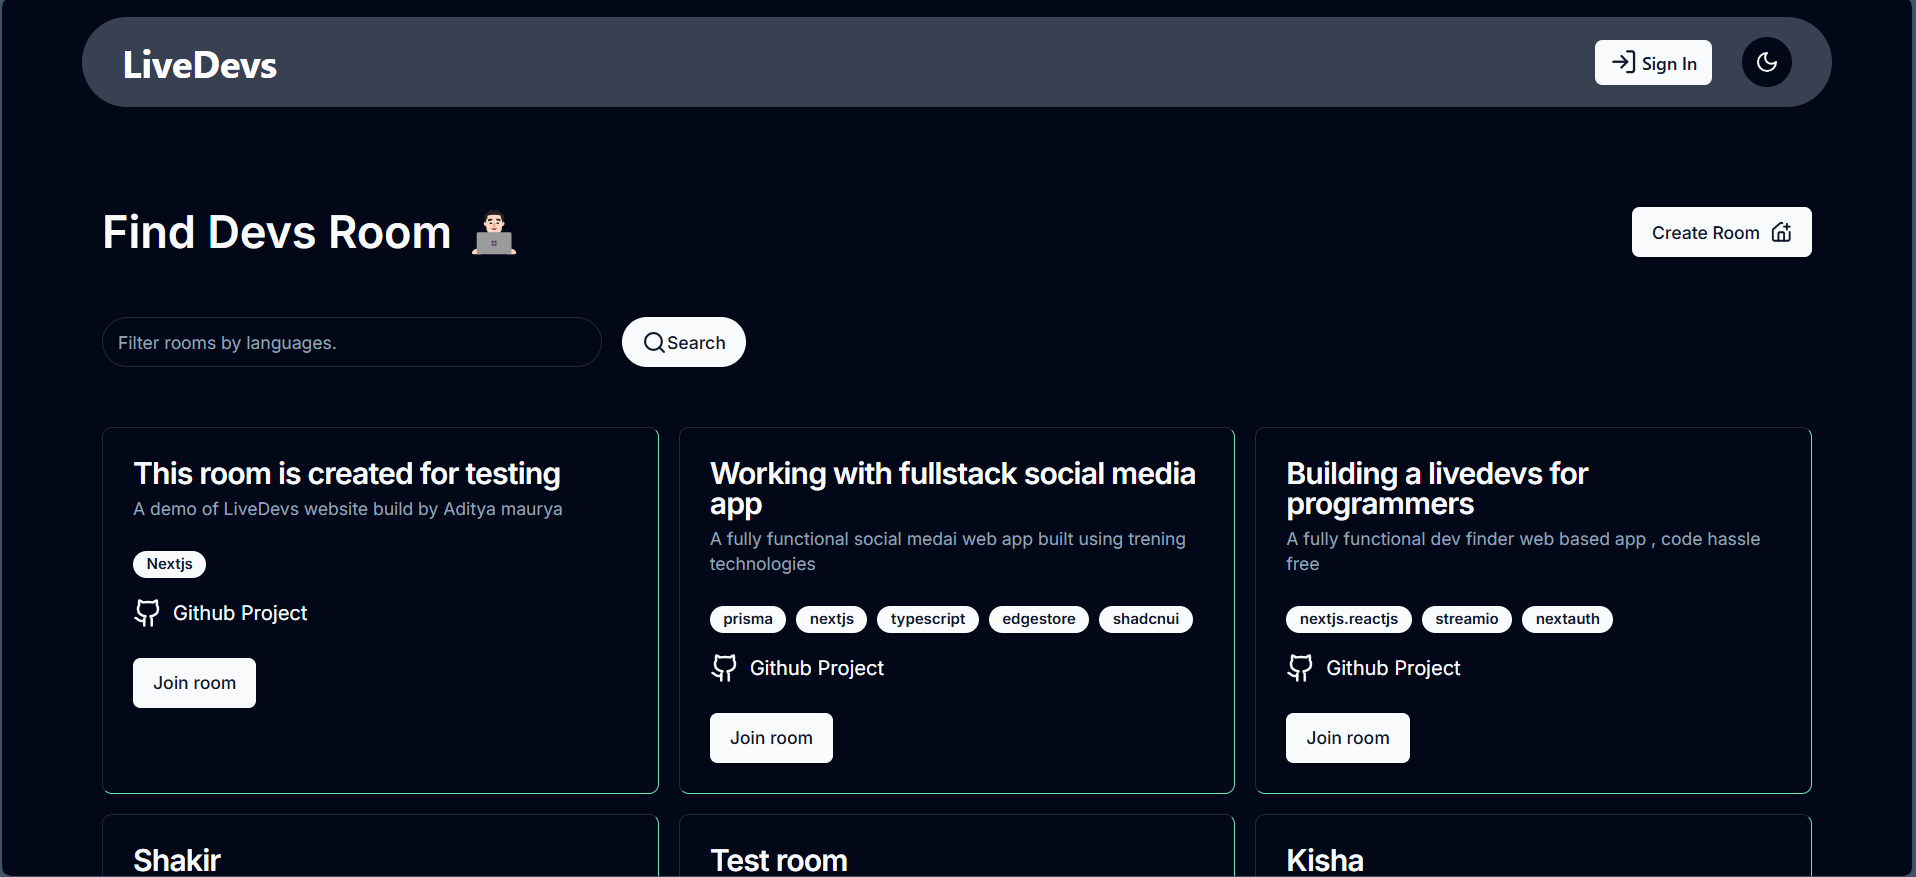 LiveDevs
Sign In
Find Devs Room
Create Room
Filter rooms by languages.
Search
This room is created for testing
A demo of LiveDevs website build by Aditya maurya
Nextjs
Github Project
Join room
Working with fullstack social media
app
A fully functional social medai web app built using trening
technologies
prisma nextjs typescript edgestore shadcnui
Github Project
Join room
Building a livedevs for
programmers
A fully functional dev finder web based app , code hassle
free
nextjs.reactjs streamio nextauth
Github Project
Join room
Shakir
Test room
Kisha